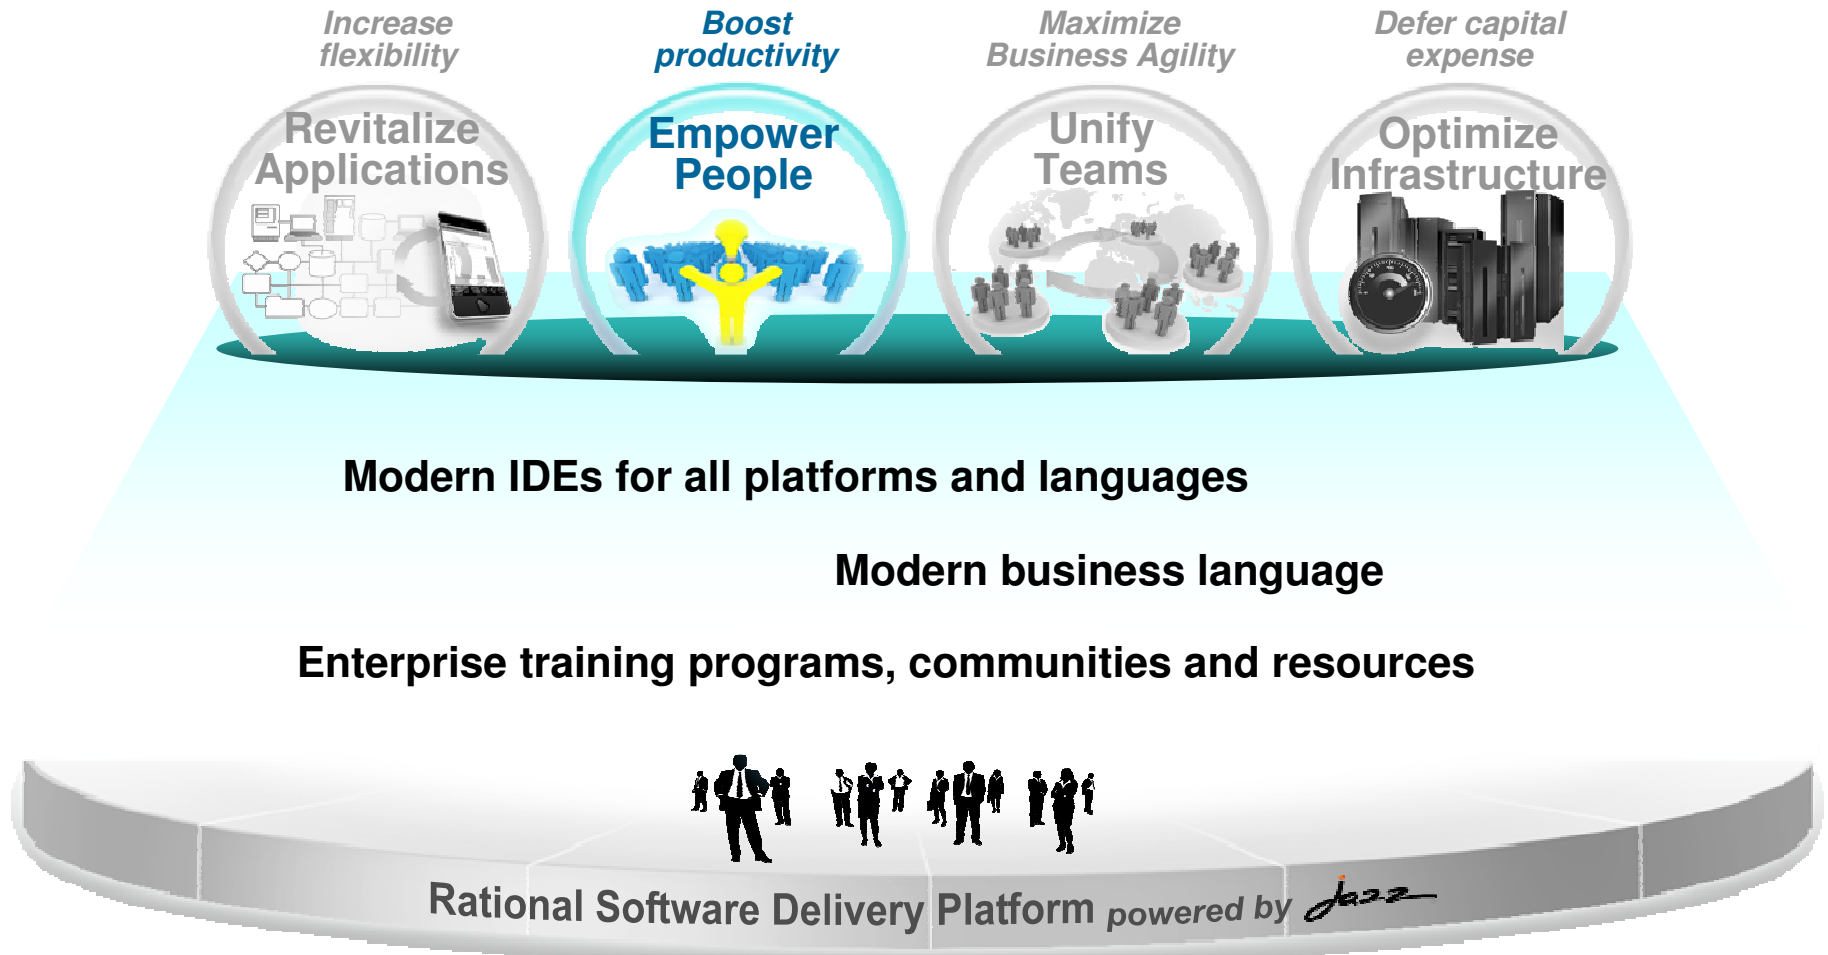 Increase
flexibility
Boost
productivity
Maximize
Business Agility
Defer capital
expense
Revitalize
Applications
Empower
People
Unify
Teams
Optimize
Infrastructure
Modern IDEs for all platforms and languages
Modern business language
Enterprise training programs, communities and resources
Rational Software Delivery Platform powered by Jazz